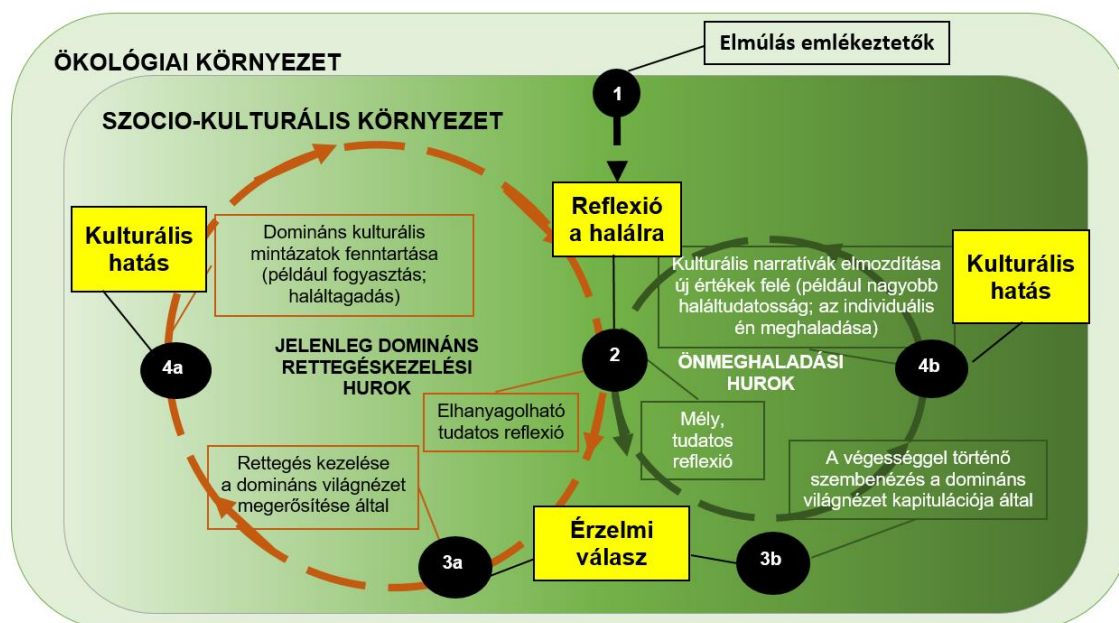 Elmúlás emlékeztetők
ÖKOLÓGIAI KÖRNYEZET
1
SZOCIO-KULTURÁLIS KÖRNYEZET
Reflexió
a halálra
Kulturális
hatás
Domináns kulturális
mintázatok fenntartása
(például fogyasztás;
haláltagadás)
Kulturális narratívák elmozdítása
új értékek felé (például nagyobb
haláltudatosság; az individuális
én meghaladása)
Kulturális
hatás
4a
JELENLEG DOMINÁNS
RETTEGÉSKEZELÉSI
HUROK
2
ÖNMEGHALADÁSI
HUROK
4b
Elhanyagolható
tudatos reflexió
Mély,
tudatos
reflexió
Rettegés kezelése
a domináns világnézet
megerősítése által
A végességgel történő
szembenézés a domináns
világnézet kapitulációja által
Érzelmi
válasz
3a
3b